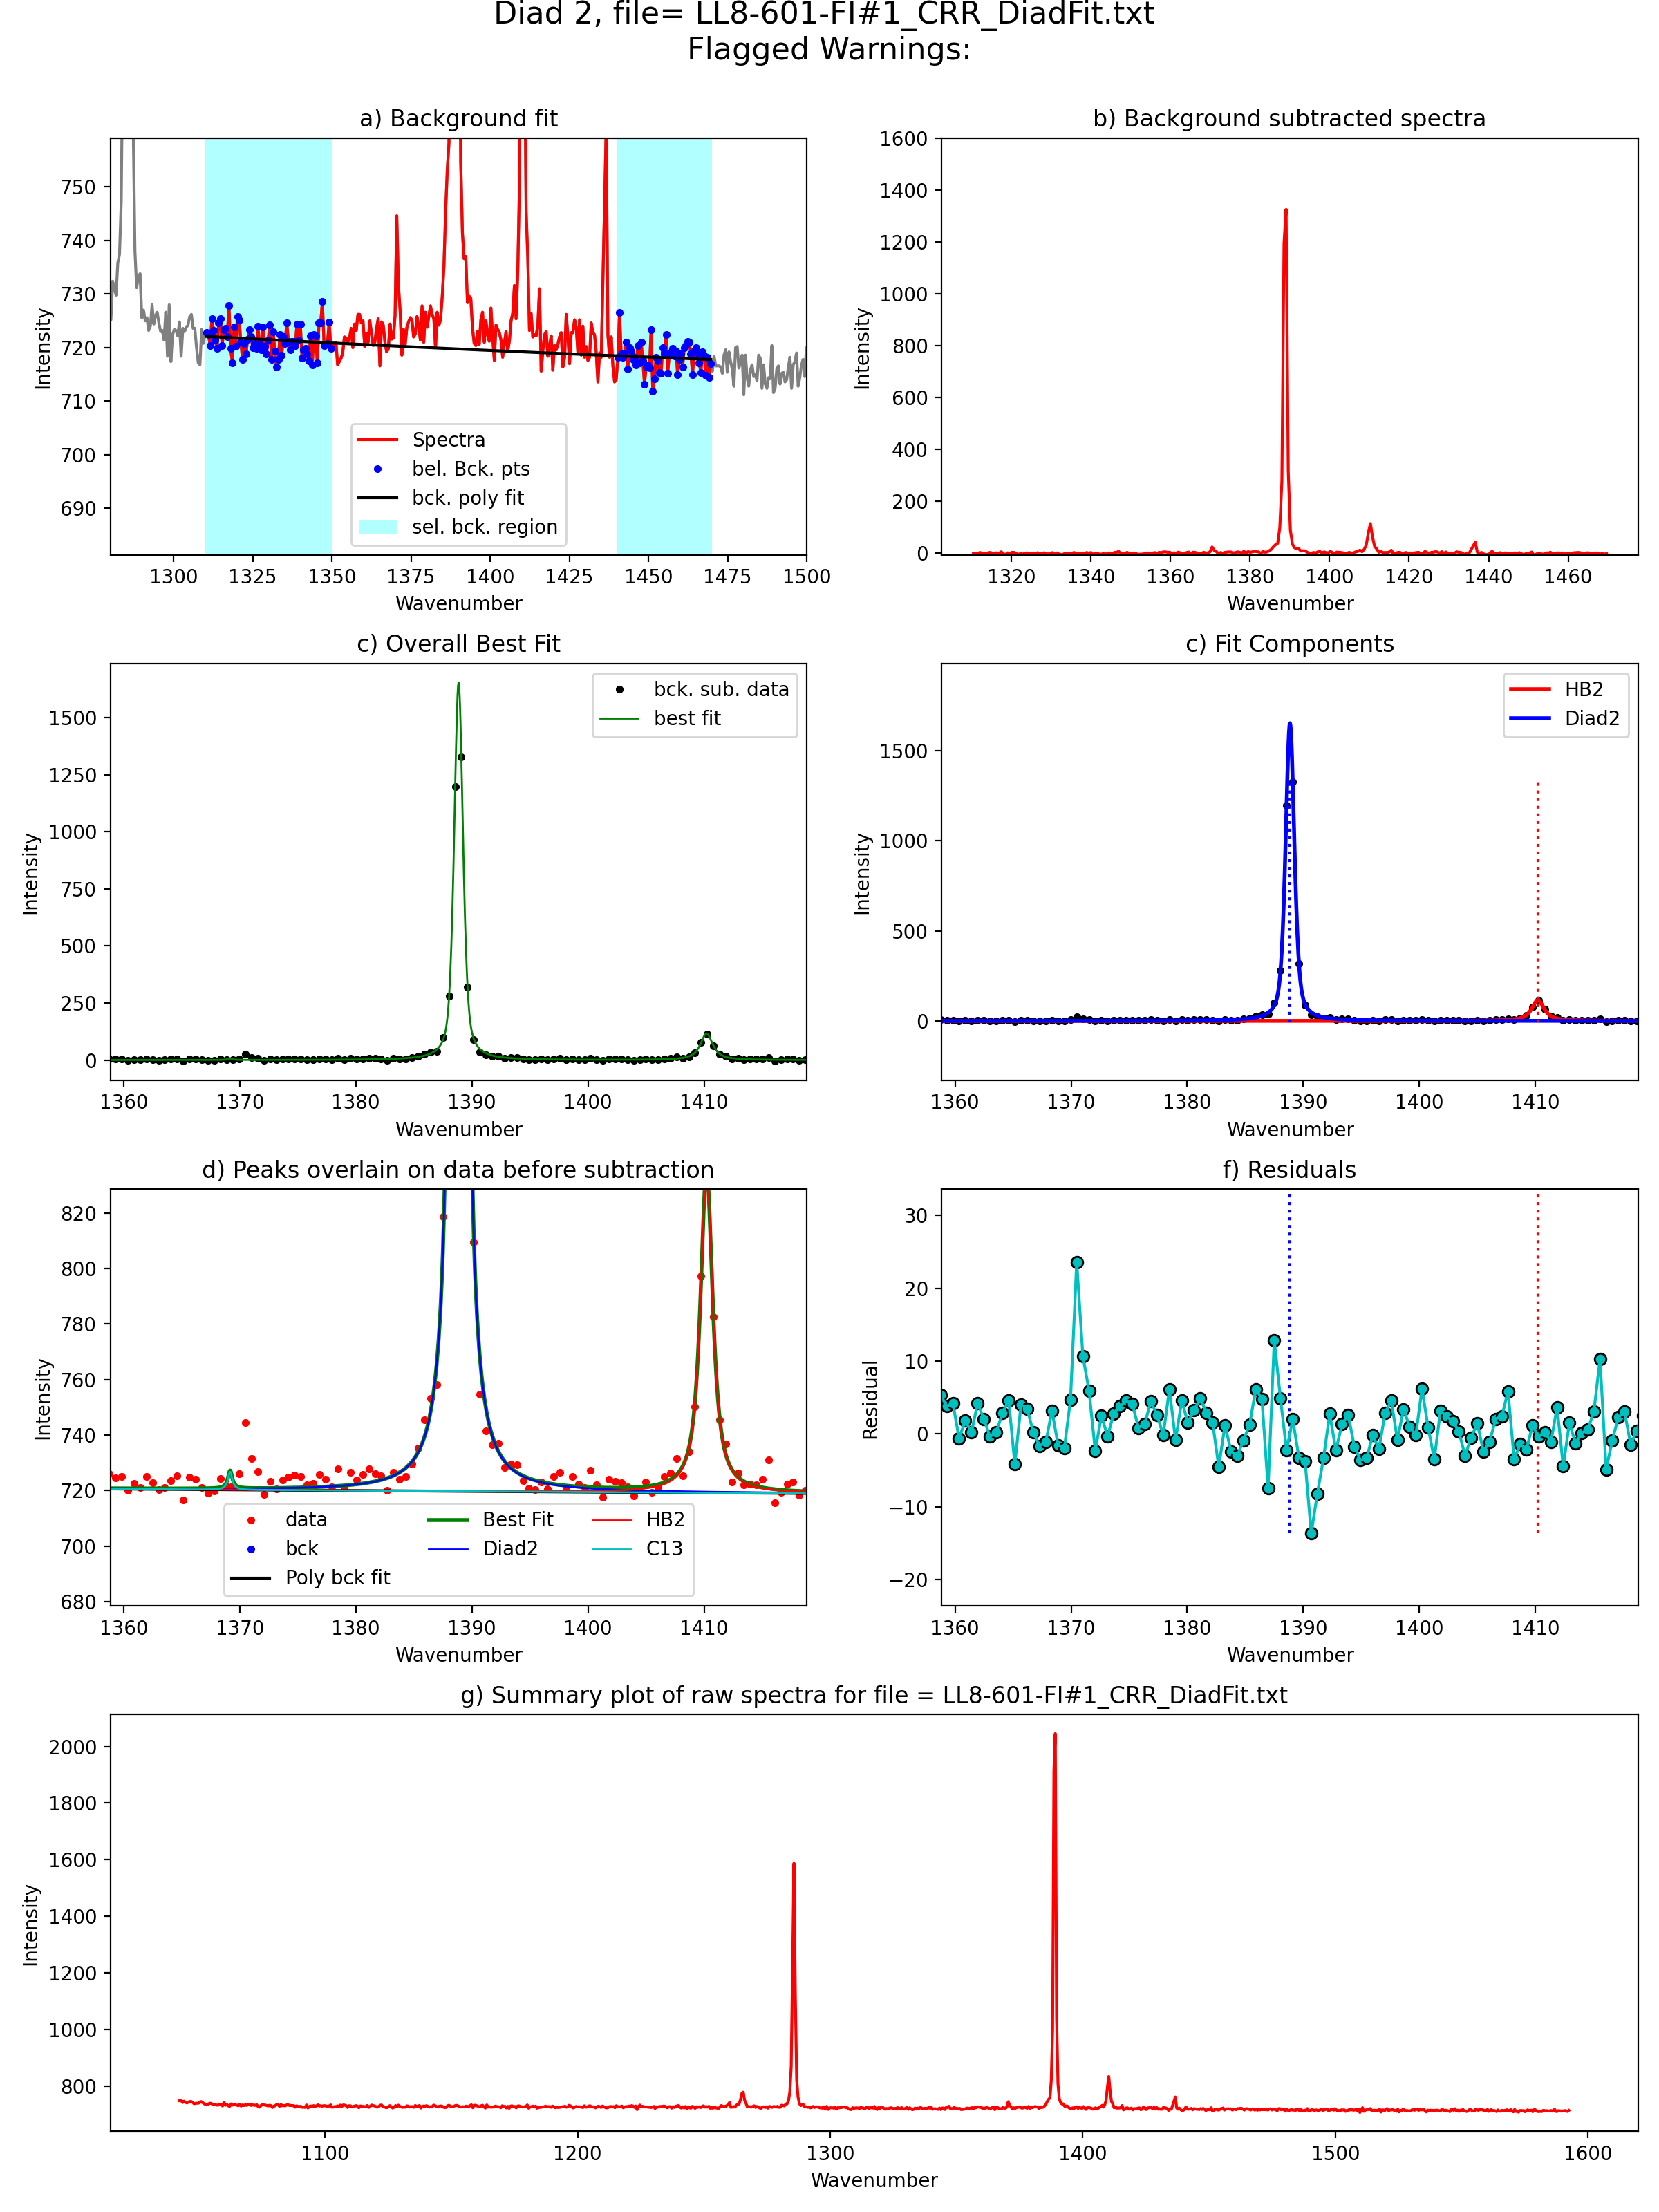 Diad 2, file= LL8-601-FI#1_CRR_DiadFit.txt
Flagged Warnings:
a) Background fit
Intensity
750
740
730
720
710
700
690
Spectra
bel. Bck. pts
bck. poly fit
sel. bck. region
1300 1325 1350 1375 1400 1425 1450 1475 1500
Wavenumber
b) Background subtracted spectra
Intensity
1600
1400
1200
1000
800
600
400
200
0
1320 1340 1360 1380 1400 1420 1440 1460
Wavenumber
c) Overall Best Fit
Intensity
1500
1250
1000
750
500
250
0
bck. sub. data
best fit
1360 1370 1380 1390 1400 1410
Wavenumber
c) Fit Components
Intensity
1500
1000
500
0
HB2
Diad2
1360 1370 1380 1390 1400 1410
Wavenumber
d) Peaks overlain on data before subtraction
Intensity
820
800
780
760
740
720
700
680
data
bck
Poly bck fit
Best Fit
Diad2
HB2
C13
1360 1370 1380 1390 1400 1410
Wavenumber
f) Residuals
Residual
30
20
10
0
−10
−20
1360 1370 1380 1390 1400 1410
Wavenumber
g) Summary plot of raw spectra for file = LL8-601-FI#1_CRR_DiadFit.txt
Intensity
2000
1800
1600
1400
1200
1000
800
1100 1200 1300 1400 1500 1600
Wavenumber